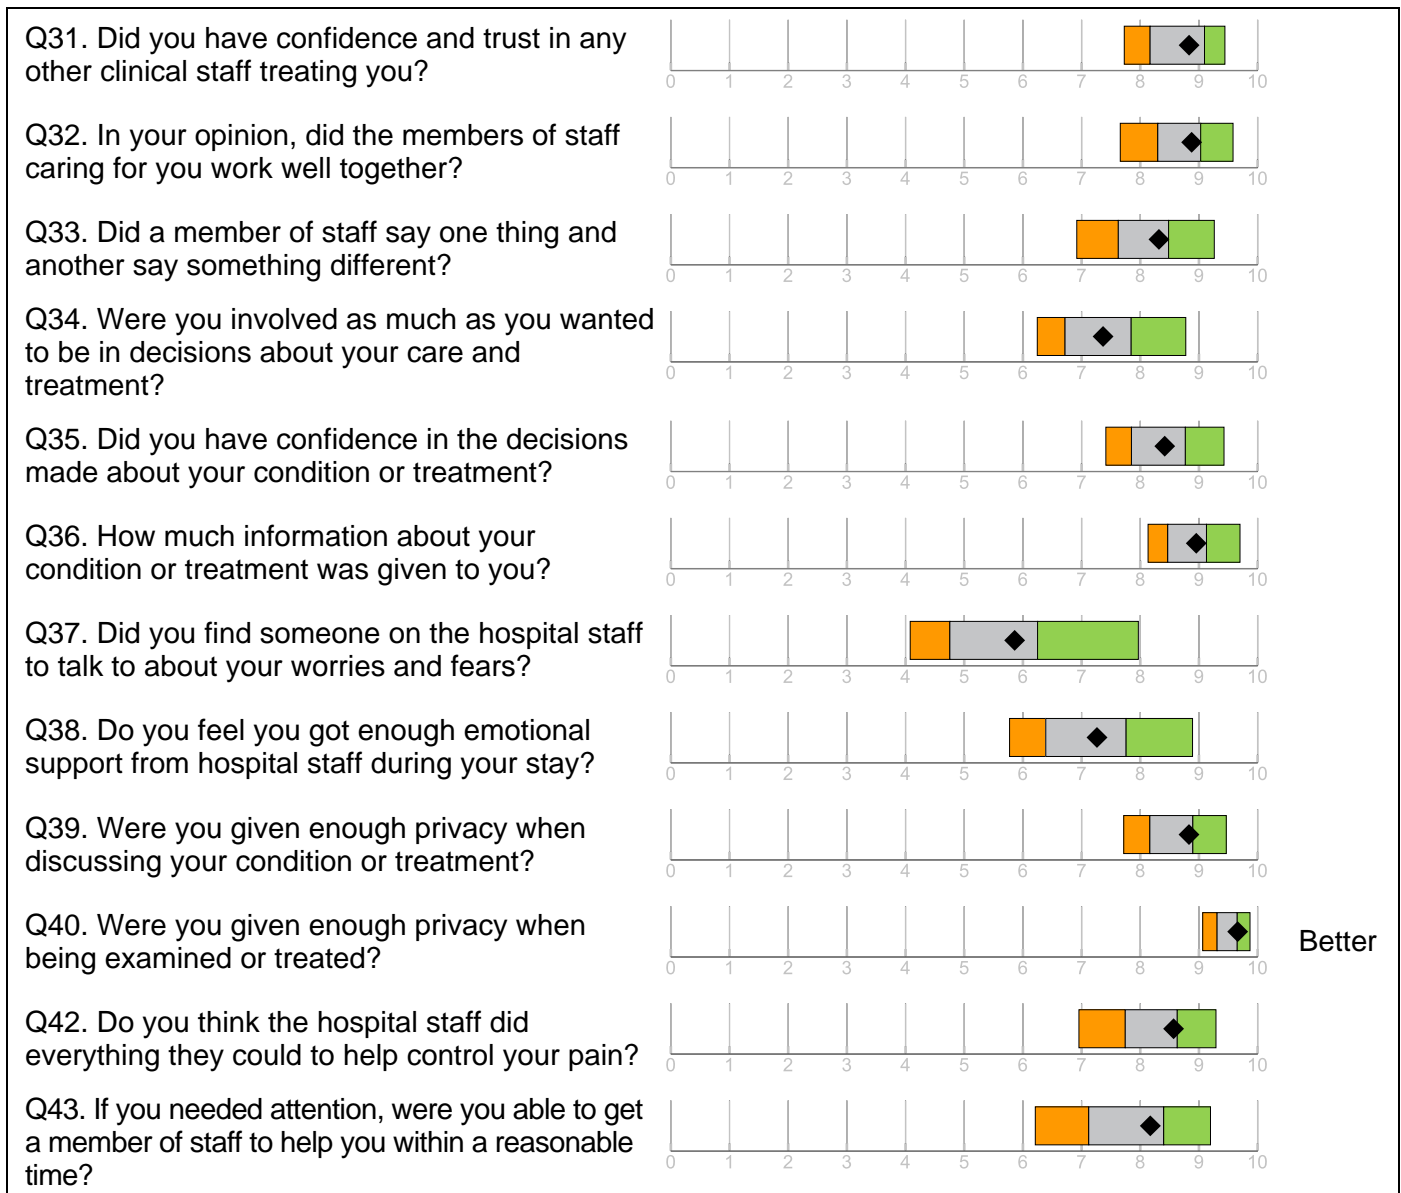 Q31. Did you have confidence and trust in any
other clinical staff treating you?
0 1 2 3 4 5 6 7 8 9 10
Q32. In your opinion, did the members of staff
caring for you work well together?
0 1 2 3 4 5 6 7 8 9 10
Q33. Did a member of staff say one thing and
another say something different?
0 1 2 3 4 5 6 7 8 9 10
Q34. Were you involved as much as you wanted
to be in decisions about your care and
treatment?
0 1 2 3 4 5 6 7 8 9 10
Q35. Did you have confidence in the decisions
made about your condition or treatment?
0 1 2 3 4 5 6 7 8 9 10
Q36. How much information about your
condition or treatment was given to you?
0 1 2 3 4 5 6 7 8 9 10
Q37. Did you find someone on the hospital staff
to talk to about your worries and fears?
0 1 2 3 4 5 6 7 8 9 10
Q38. Do you feel you got enough emotional
support from hospital staff during your stay?
0 1 2 3 4 5 6 7 8 9 10
Q39. Were you given enough privacy when
discussing your condition or treatment?
0 1 2 3 4 5 6 7 8 9 10
Q40. Were you given enough privacy when
being examined or treated?
0 1 2 3 4 5 6 7 8 9 10
Better
Q42. Do you think the hospital staff did
everything they could to help control your pain?
0 1 2 3 4 5 6 7 8 9 10
Q43. If you needed attention, were you able to get
a member of staff to help you within a reasonable
time?
0 1 2 3 4 5 6 7 8 9 10